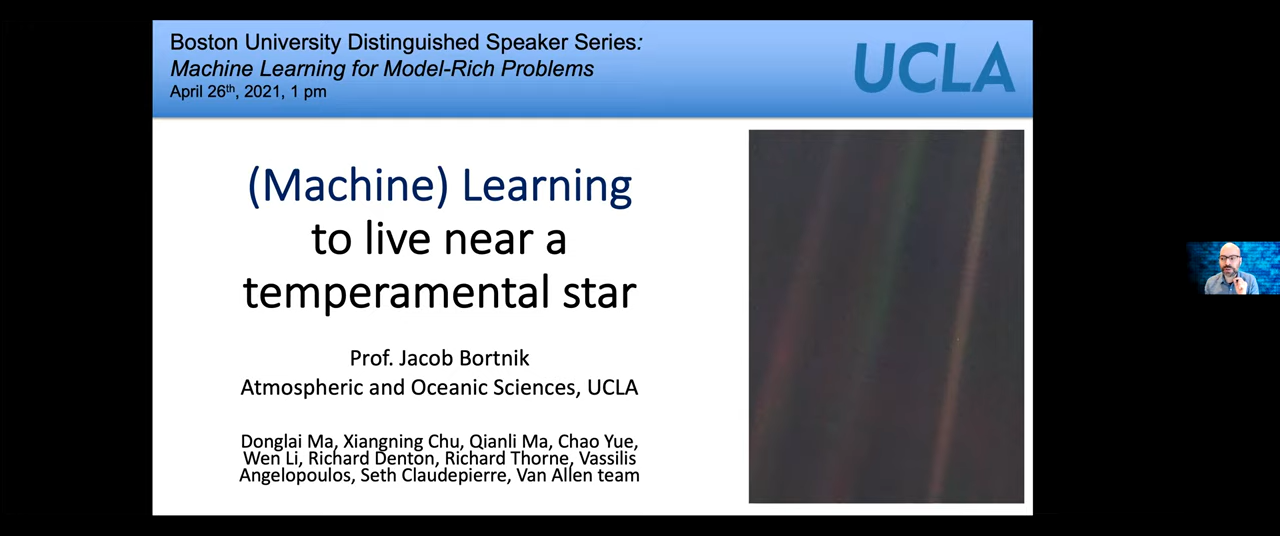 Boston University Distinguished Speaker Series:
Machine Learning for Model-Rich Problems
April 26th, 2021, 1 pm
UCLA
(Machine) Learning
to live near a
temperamental star
Prof. Jacob Bortnik
Atmospheric and Oceanic Sciences, UCLA
Donglai Ma, Xiangning Chu, Qianli Ma, Chao Yue,
Wen Li, Richard Denton, Richard Thorne, Vassilis
Angelopoulos, Seth Claudepierre, Van Allen team